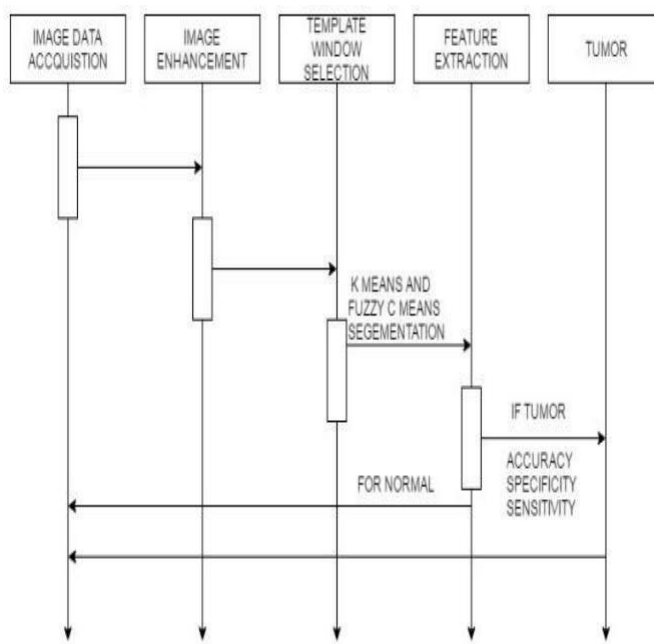 IMAGE DATA
ACCQUISTION
IMAGE
ENHANCEMENT
TEMPLATE
WINDOW
SELECTION
FEATURE
EXTRACTION
TUMOR
K MEANS AND
FUZZY C MEANS
SEGEMENTATION
IF TUMOR
ACCURACY
SPECIFICITY
SENSITIVITY
FOR NORMAL